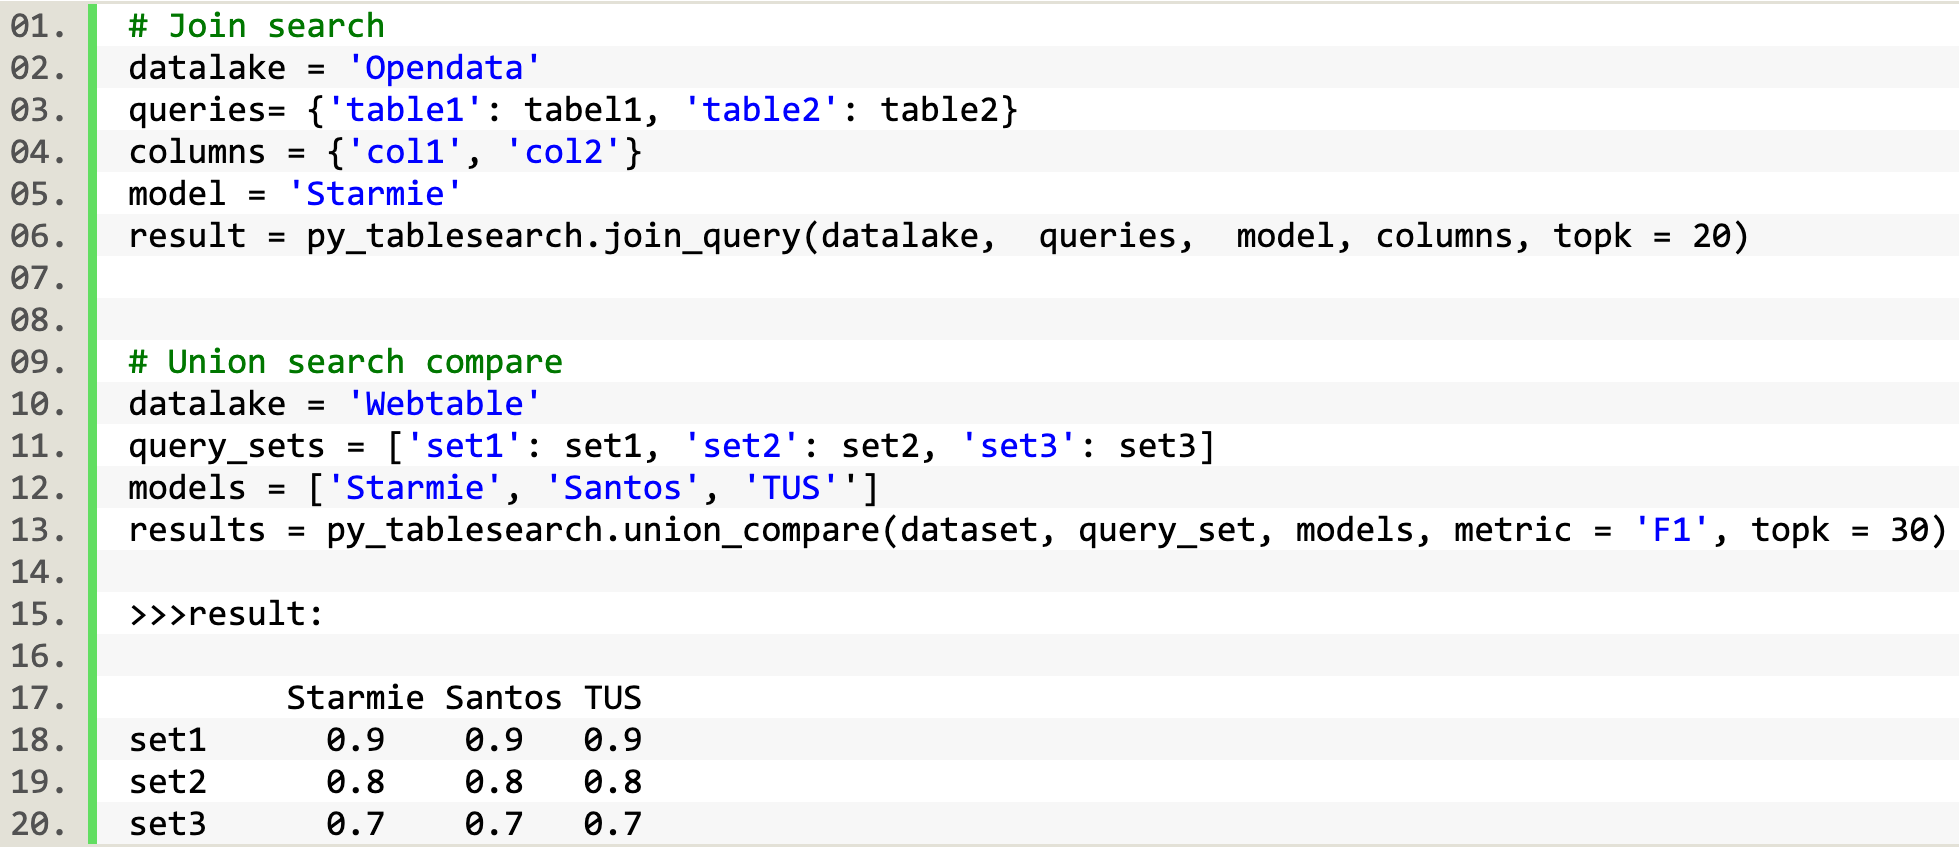 01. # Join search
02. datalake = 'Opendata'
03. queries= {'table1': tabel1, 'table2': table2}
04. columns = {'col1', 'col2'}
05. model = 'Starmie'
06. result = py_tablesearch.join_query(datalake,  queries,  model, columns, topk = 20)
07.
08.
09. # Union search compare
10. datalake = 'Webtable'
11. query_sets = ['set1': set1, 'set2': set2, 'set3': set3]
12. models = ['Starmie', 'Santos', 'TUS'']
13. results = py_tablesearch.union_compare(dataset, query_set, models, metric = 'F1', topk = 30)
14.
15. >>>result:
16.
17.         Starmie Santos TUS
18. set1      0.9    0.9   0.9
19. set2      0.8    0.8   0.8
20. set3      0.7    0.7   0.7